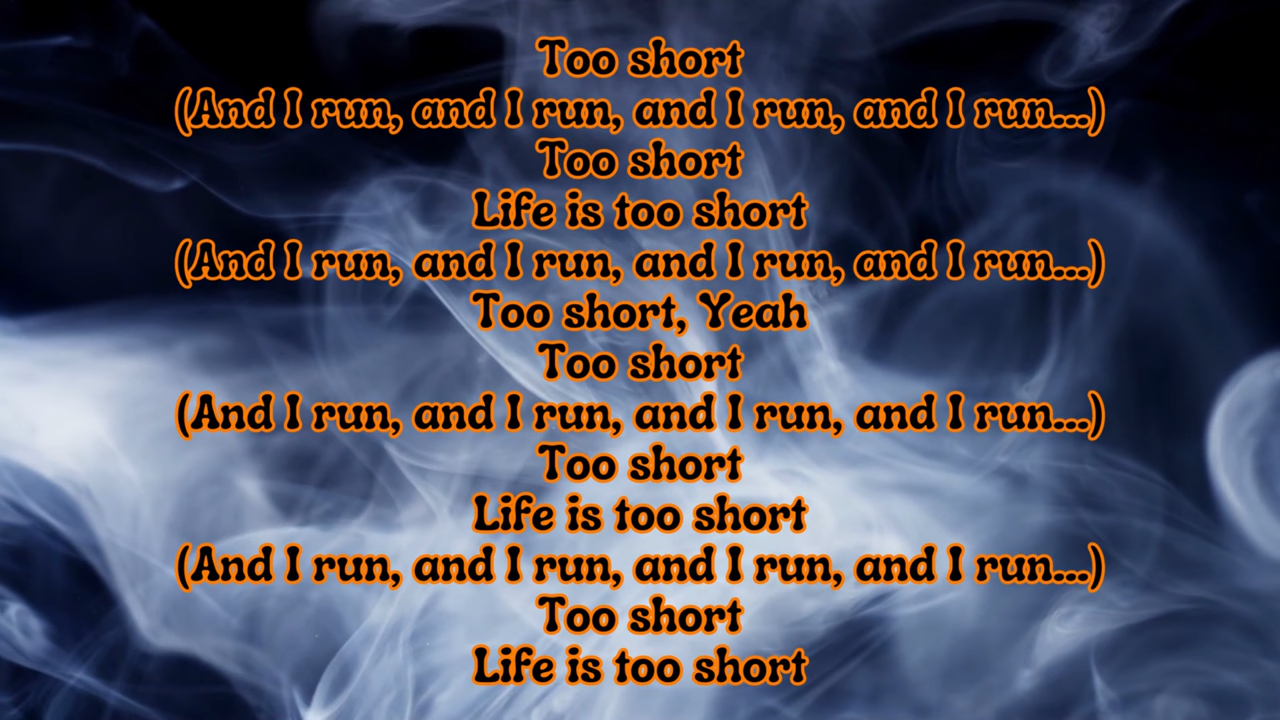 Too short
(And I run, and I run, and I run, and I run...)
Too short
Life is too short
(And I run, and I run, and I run, and I run...)
Too short, Yeah
Too short
(And I run, and I run, and I run, and I run...)
Too short
Life is too short
(And I run, and I run, and I run, and I run...)
Too short
Life is too short